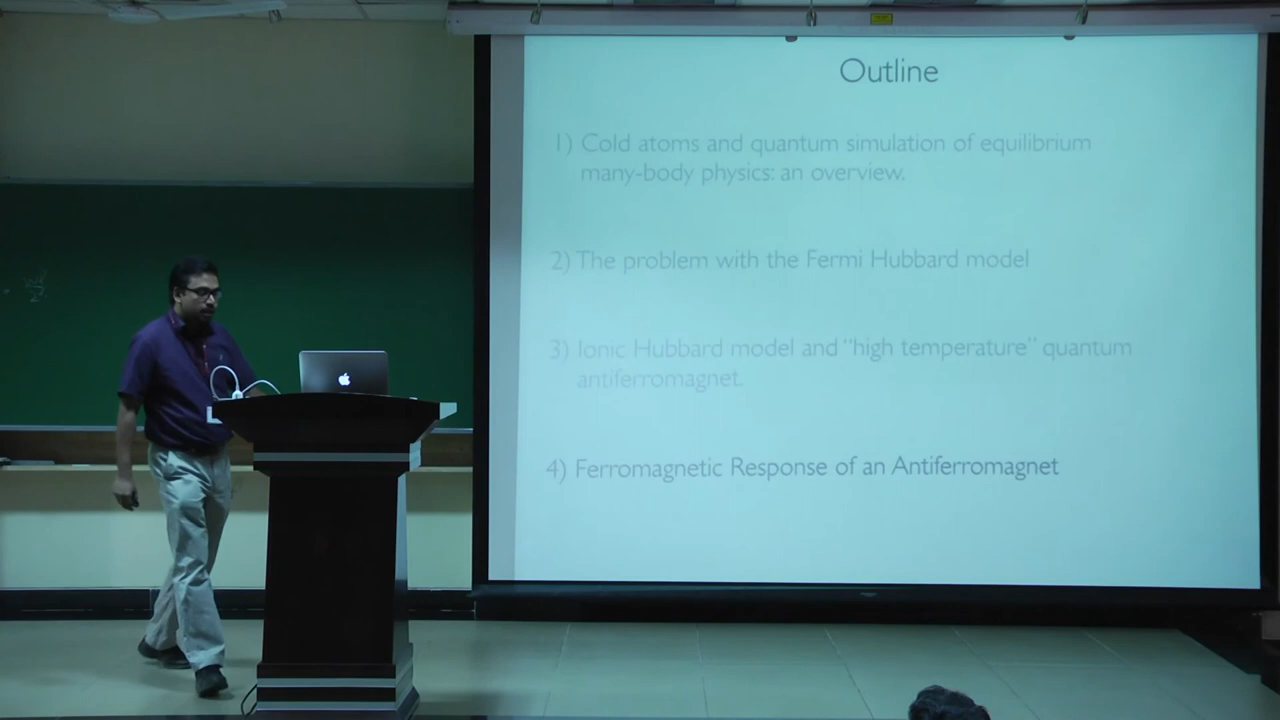 Outline
1) Cold atoms and quantum simulation of equilibrium
many-body physics: an overview.
2) The problem with the Fermi Hubbard model
3) Ionic Hubbard model and "high temperature" quantum
antiferromagnet.
4) Ferromagnetic Response of an Antiferromagnet